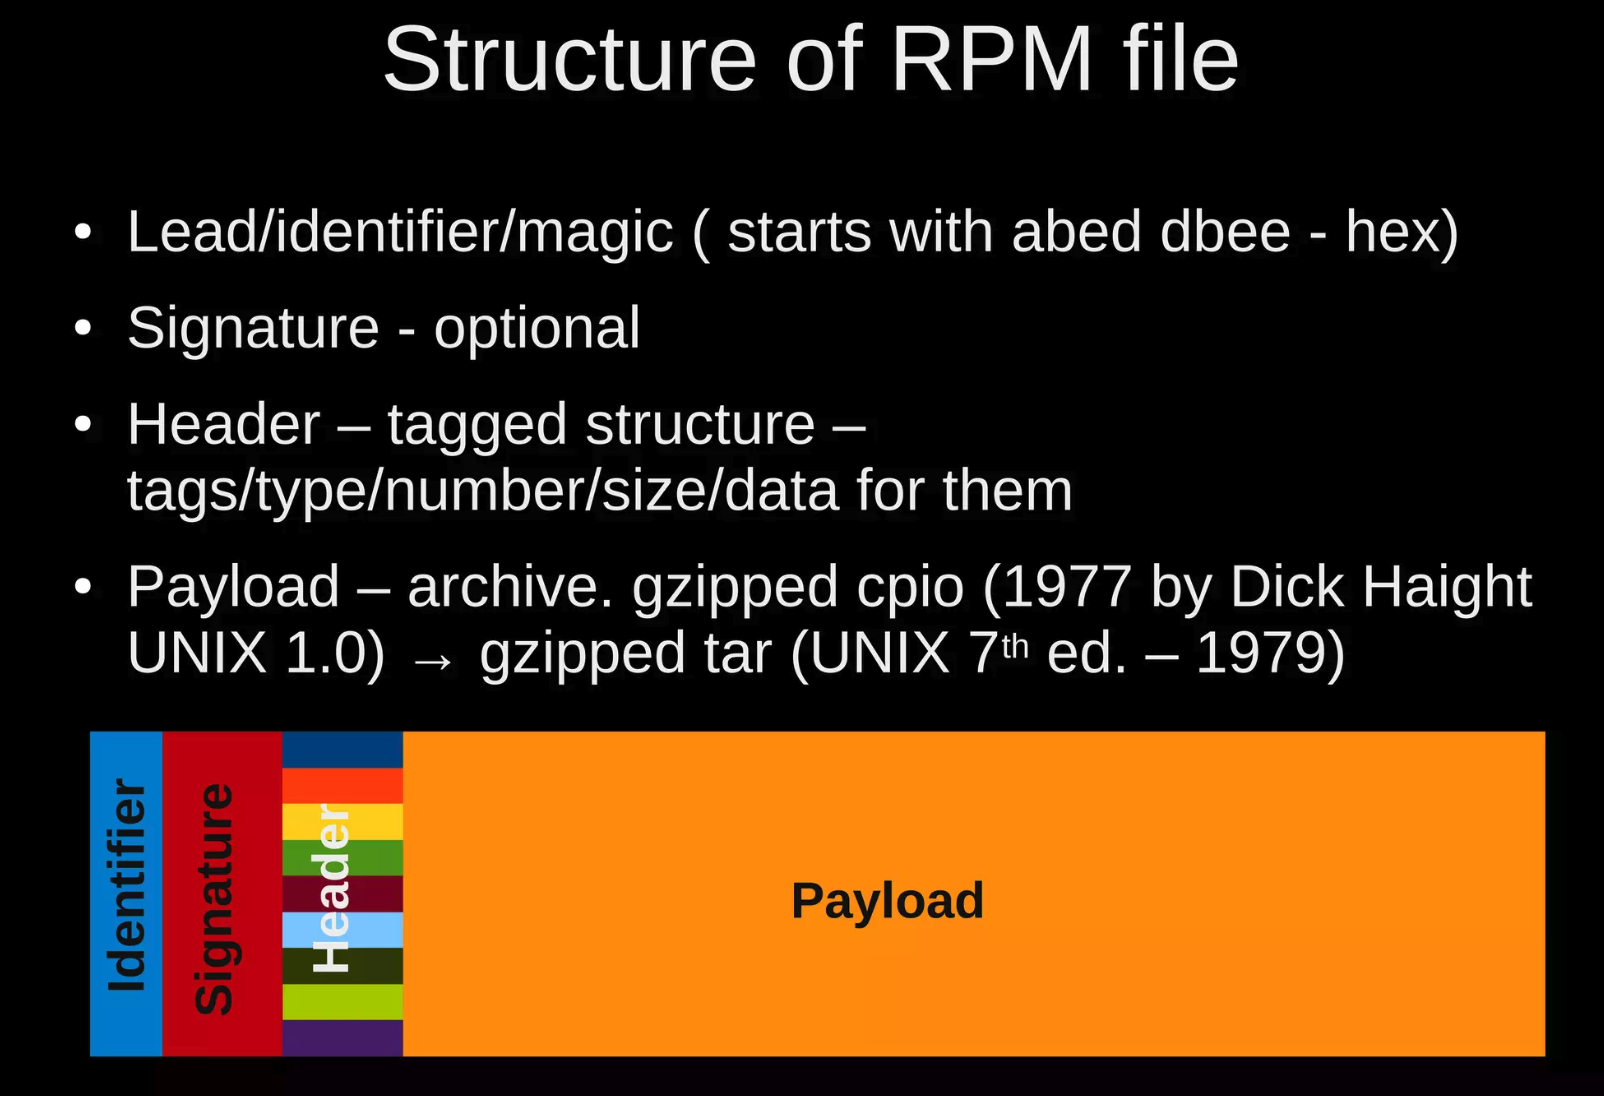 Structure of RPM file
• Lead/identifier/magic ( starts with abed dbee - hex)
• Signature - optional
• Header – tagged structure –
tags/type/number/size/data for them
• Payload – archive. gzipped cpio (1977 by Dick Haight
UNIX 1.0) → gzipped tar (UNIX 7th ed. – 1979)
Identifier
Signature
Header
Payload